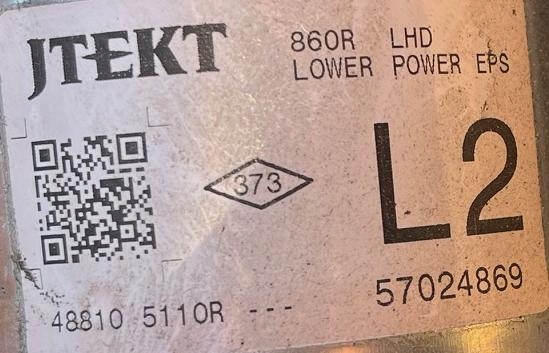 JTEKT
860R LHD
LOWER POWER EPS
373
L2
57024869
48810 5110R ---